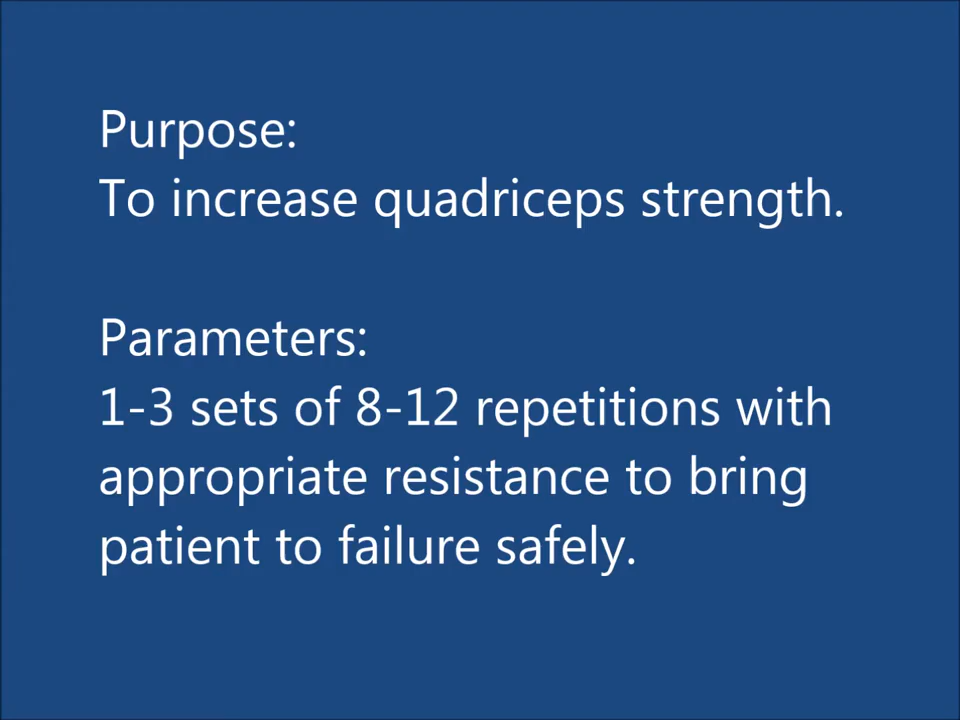 Purpose:
To increase quadriceps strength.
Parameters:
1-3 sets of 8-12 repetitions with
appropriate resistance to bring
patient to failure safely.